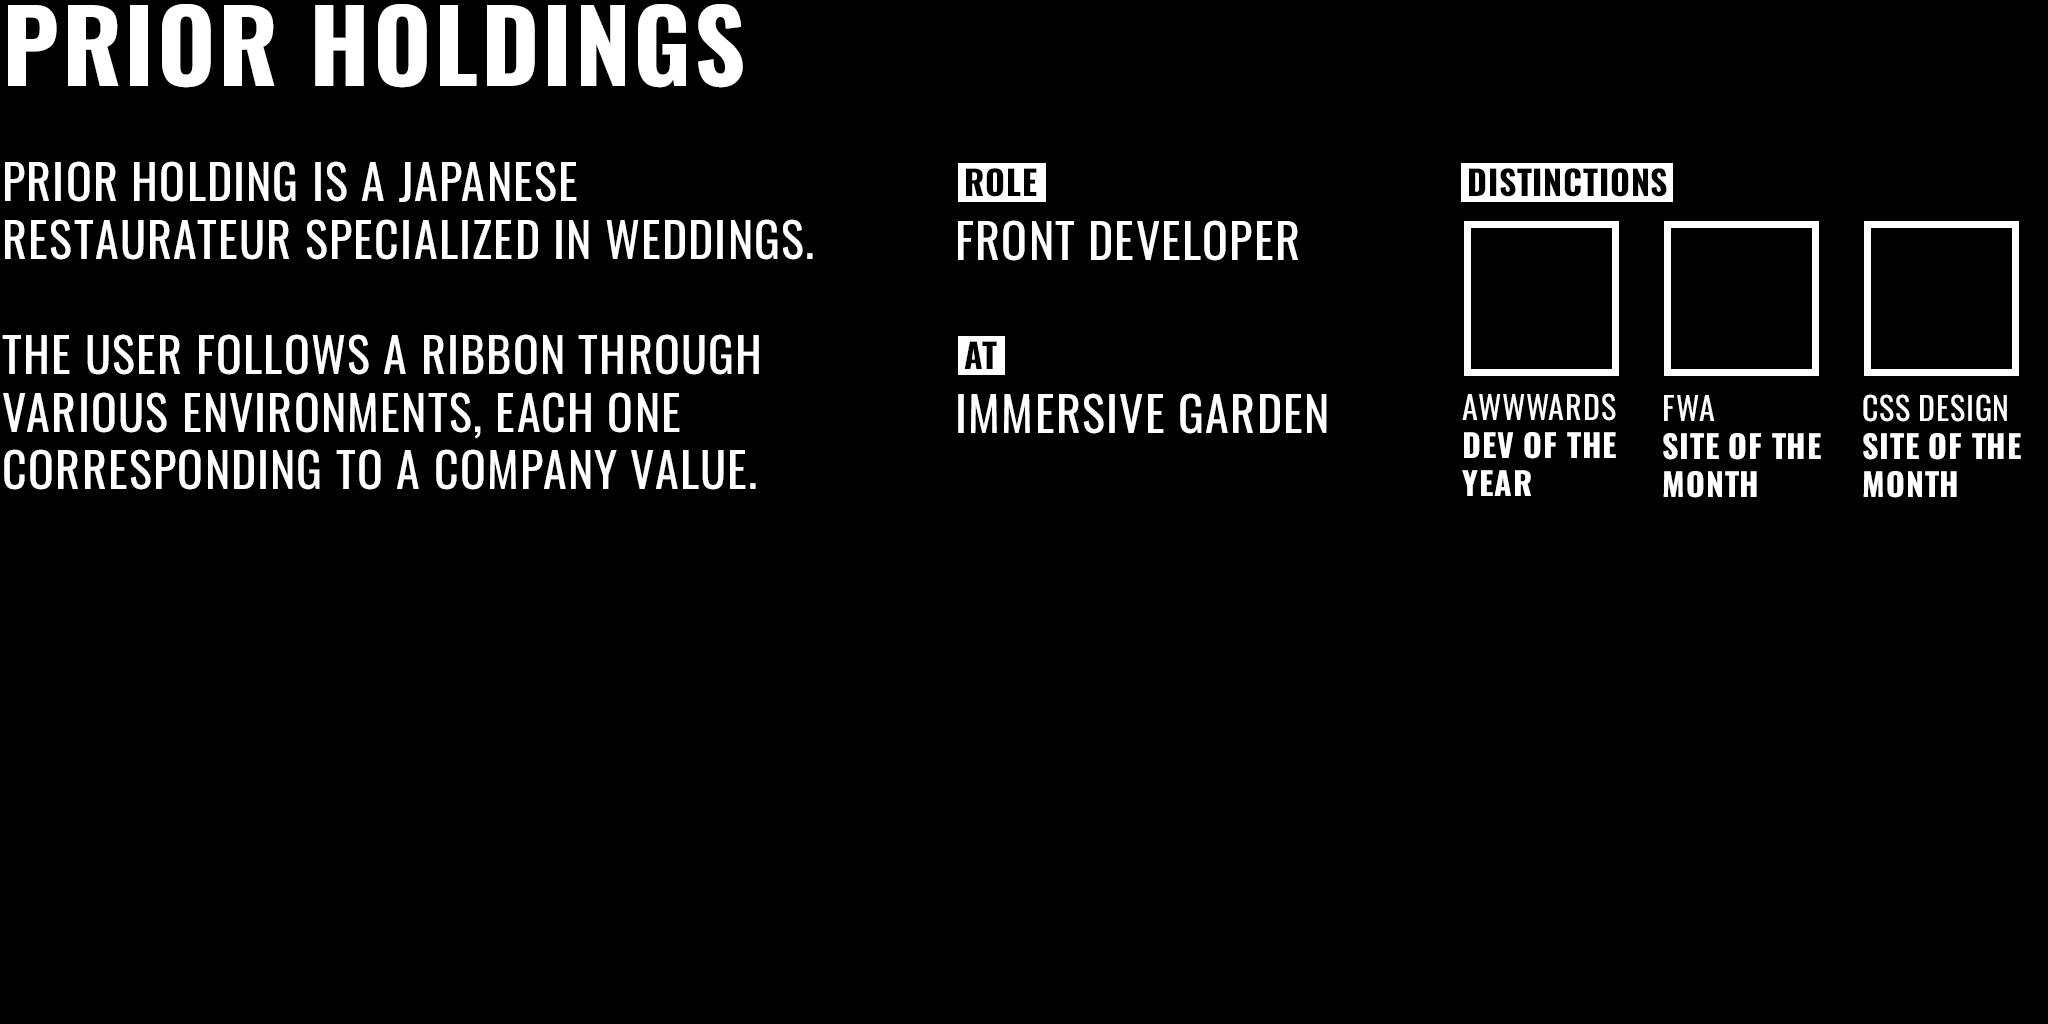 PRIOR HOLDINGS
PRIOR HOLDING IS A JAPANESE
RESTAURATEUR SPECIALIZED IN WEDDINGS.
THE USER FOLLOWS A RIBBON THROUGH
VARIOUS ENVIRONMENTS, EACH ONE
CORRESPONDING TO A COMPANY VALUE.
ROLE
FRONT DEVELOPER
AT
IMMERSIVE GARDEN
DISTINCTIONS
AWWWARDS
DEV OF THE
YEAR
FWA
SITE OF THE
MONTH
CSS DESIGN
SITE OF THE
MONTH